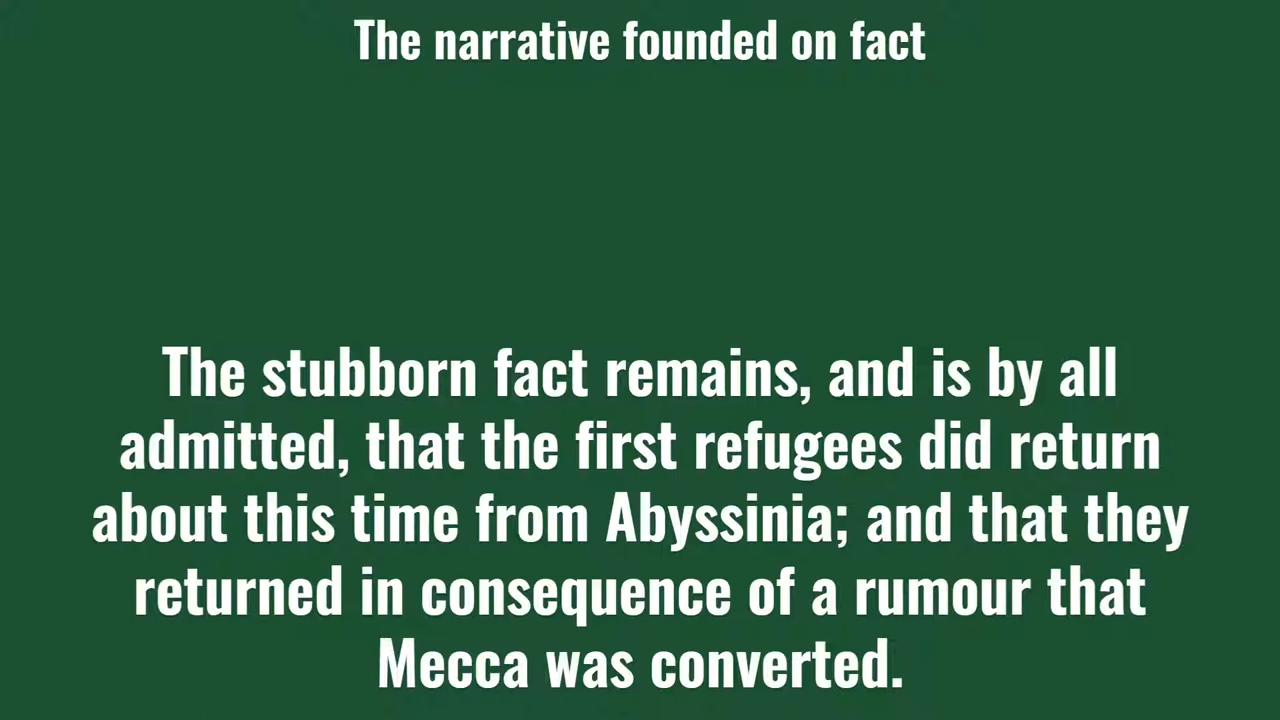 The narrative founded on fact
The stubborn fact remains, and is by all
admitted, that the first refugees did return
about this time from Abyssinia; and that they
returned in consequence of a rumour that
Mecca was converted.